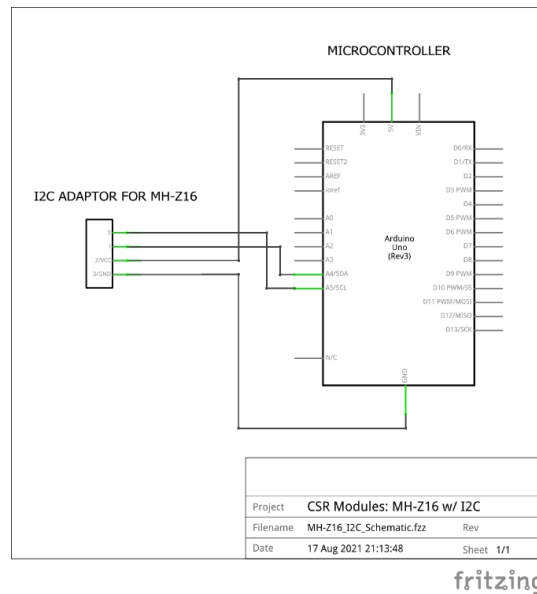 MICROCONTROLLER
3V3
5V
VIN
RESET
RESET2
AREF
ioref
A0
A1
A2
A3
A4/SDA
A5/SCL
N/C
GND
Arduino
Uno
(Rev3)
D0/RX
D1/TX
D2
D3 PWM
D4
D5 PWM
D6 PWM
D7
D8
D9 PWM
D10 PWM/SS
D11 PWM/MOSI
D12/MISO
D13/SCK
I2C ADAPTOR FOR MH-Z16
0
1
2/VCC
3/GND
Project CSR Modules: MH-Z16 w/ I2C
Filename MH-Z16_I2C_Schematic.fzz Rev
Date 17 Aug 2021 21:13:48 Sheet 1/1
fritzing